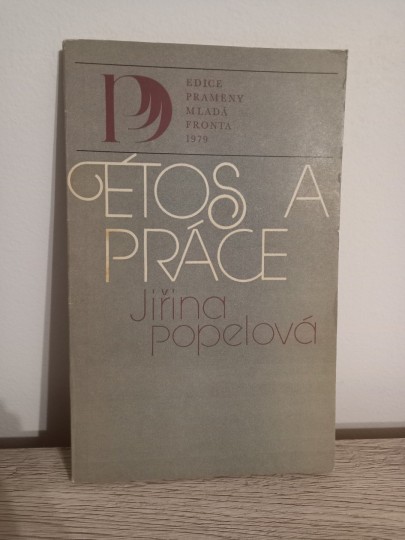 EDICE
PRAMENY
MLADÁ
FRONTA
1979
ÉTOS A
PRÁCE
Jiřina
popelová